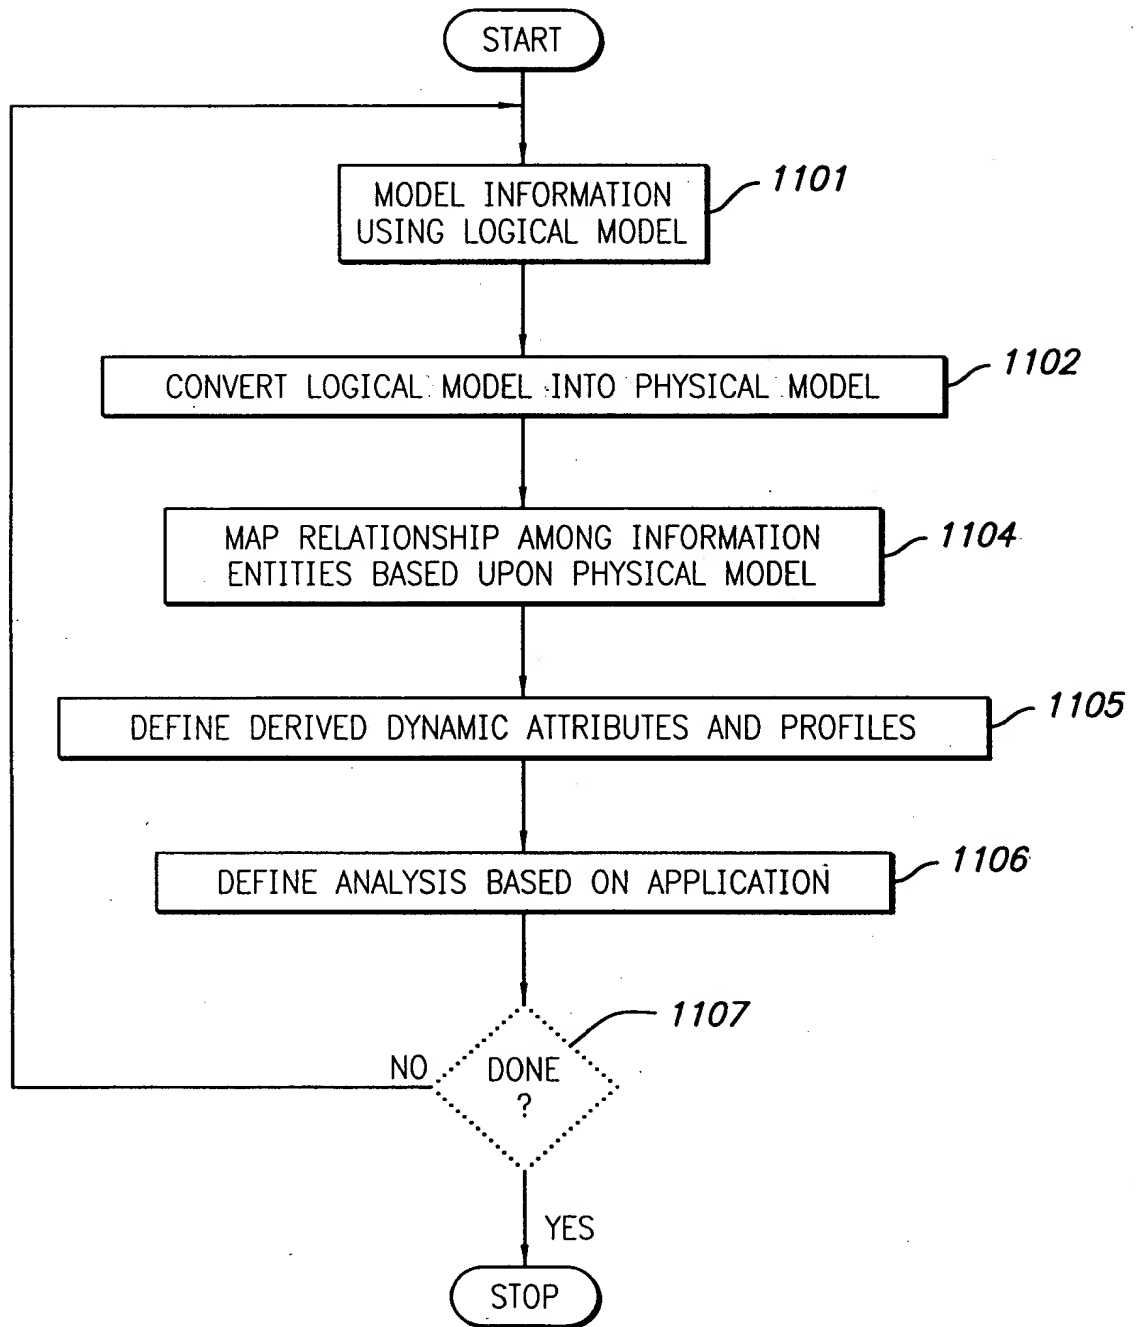 START
MODEL INFORMATION
USING LOGICAL MODEL
1101
CONVERT LOGICAL MODEL INTO PHYSICAL MODEL
1102
MAP RELATIONSHIP AMONG INFORMATION
ENTITIES BASED UPON PHYSICAL MODEL
1104
DEFINE DERIVED DYNAMIC ATTRIBUTES AND PROFILES
1105
DEFINE ANALYSIS BASED ON APPLICATION
1106
1107
NO
DONE
?
YES
STOP